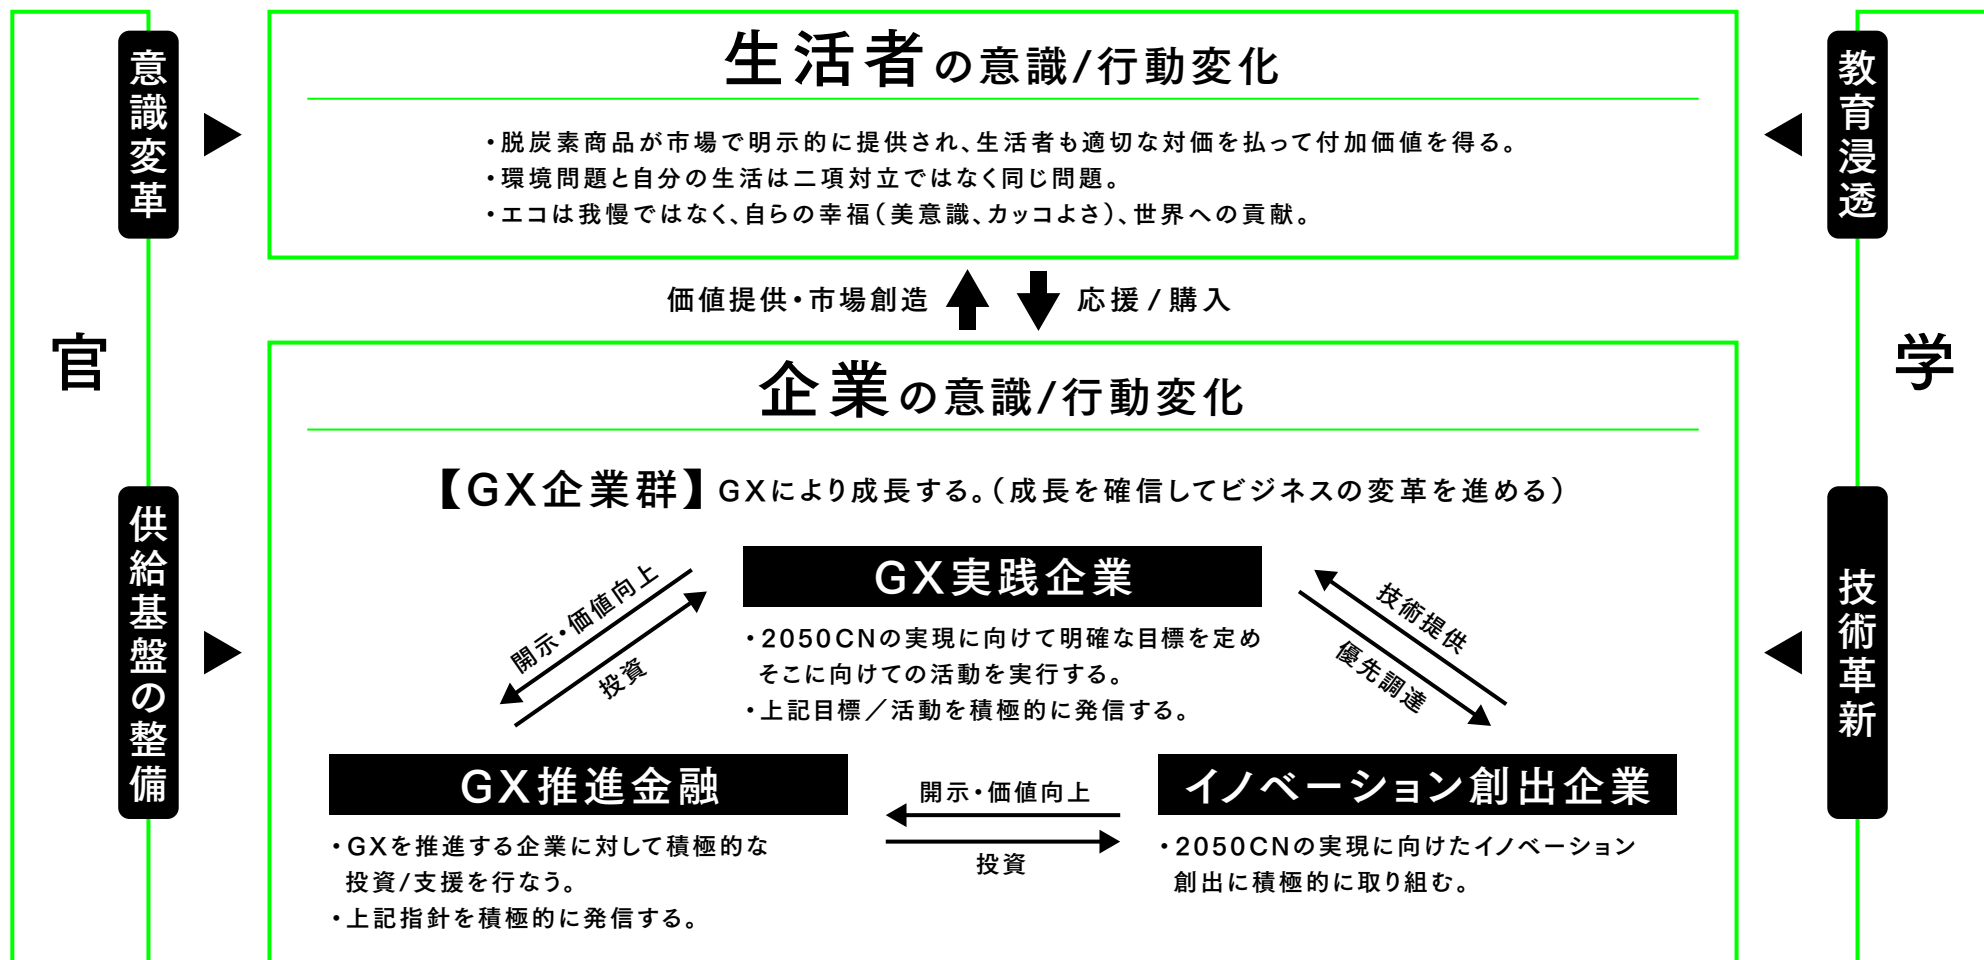 生活者の意識/行動変化
・脱炭素商品が市場で明示的に提供され、生活者も適切な対価を払って付加価値を得る。
・環境問題と自分の生活は二項対立ではなく同じ問題。
・エコは我慢ではなく、自らの幸福(美意識、カッコよさ)、世界への貢献。
意識変革
官
供給基盤の整備
教育浸透
学
技術革新
価値提供・市場創造
応援/購入
企業の意識/行動変化
【GX企業群】GXにより成長する。(成長を確信してビジネスの変革を進める)
GX実践企業
・2050CNの実現に向けて明確な目標を定め
そこに向けての活動を実行する。
・上記目標/活動を積極的に発信する。
開示・価値向上
投資
技術提供
優先調達
GX推進金融
・GXを推進する企業に対して積極的な
投資/支援を行なう。
・上記指針を積極的に発信する。
開示・価値向上
投資
イノベーション創出企業
・2050CNの実現に向けたイノベーション
創出に積極的に取り組む。